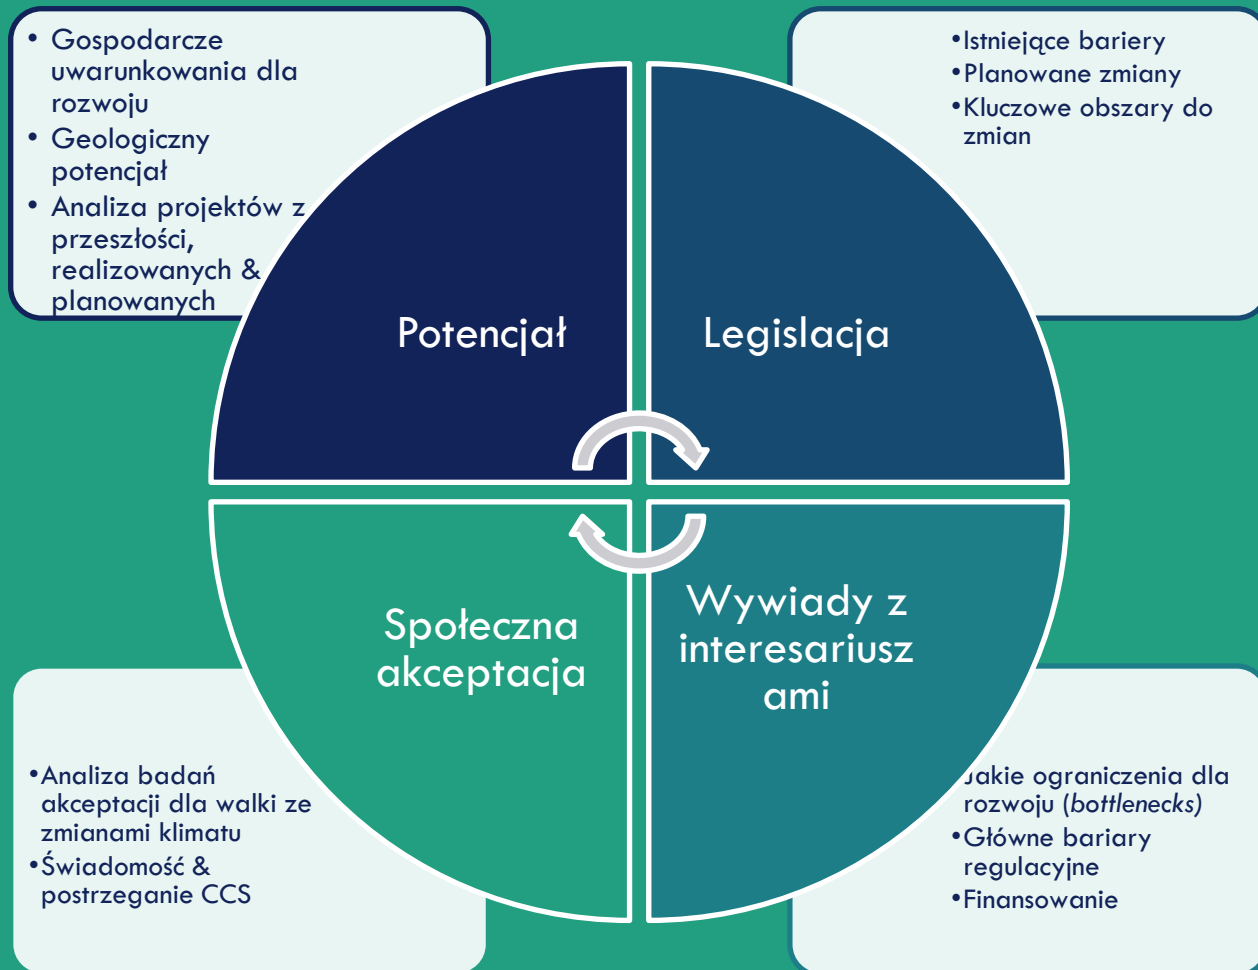 • Gospodarcze
uwarunkowania dla
rozwoju
• Geologiczny
potencjał
• Analiza projektów z
przeszłości,
realizowanych &
planowanych
•Istniejące bariery
•Planowane zmiany
•Kluczowe obszary do
zmian
Potencjał
Legislacja
Społeczna
akceptacja
Wywiady z
interesariusz
ami
•Analiza badań
akceptacji dla walki ze
zmianami klimatu
•Świadomość &
postrzeganie CCS
Jakie ograniczenia dla
rozwoju (bottlenecks)
•Główne bariary
regulacyjne
•Finansowanie